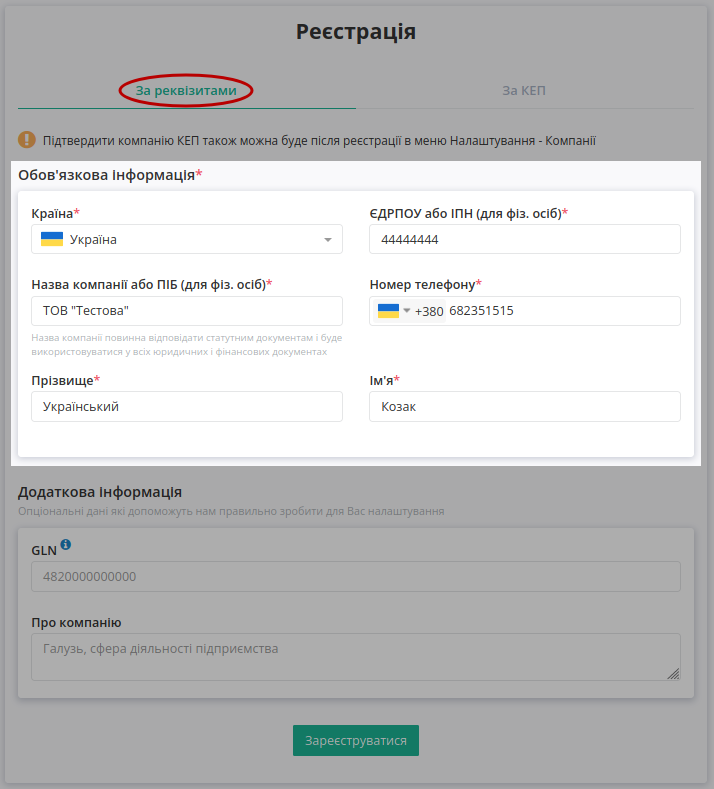 Реєстрація
За реквізитами
За КЕП
Підтвердити компанію КЕП також можна буде після реєстрації в меню Налаштування - Компанії
Обов'язкова інформація*
Країна*
ЄДРПОУ або ІПН (для фіз. осіб)*
Україна
44444444
Назва компанії або ПІБ (для фіз. осіб)*
Номер телефону*
ТОВ "Тестова"
+380 682351515
Назва компанії повинна відповідати статутним документам і буде
використовуватися у всіх юридичних і фінансових документах
Прізвище*
Ім'я*
Український
Козак
Додаткова інформація
Опціональні дані які допоможуть нам правильно зробити для Вас налаштування
GLN
4820000000000
Про компанію
Галузь, сфера діяльності підприємства
Зареєструватися